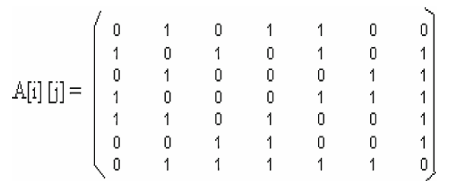 0 1 0 1 1 0 0
1 0 1 0 1 0 1
0 1 0 0 0 1 1
A[i] [j] = 1 0 0 0 1 1 1
1 1 0 1 0 0 1
0 0 1 1 0 0 1
0 1 1 1 1 1 0